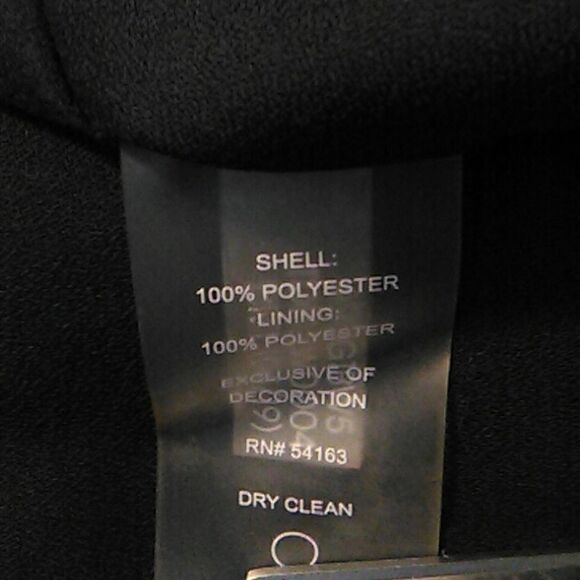 SHELL:
100% POLYESTER
LINING:
100% POLYESTER
EXCLUSIVE OF
DECORATION
RN# 54163
DRY CLEAN